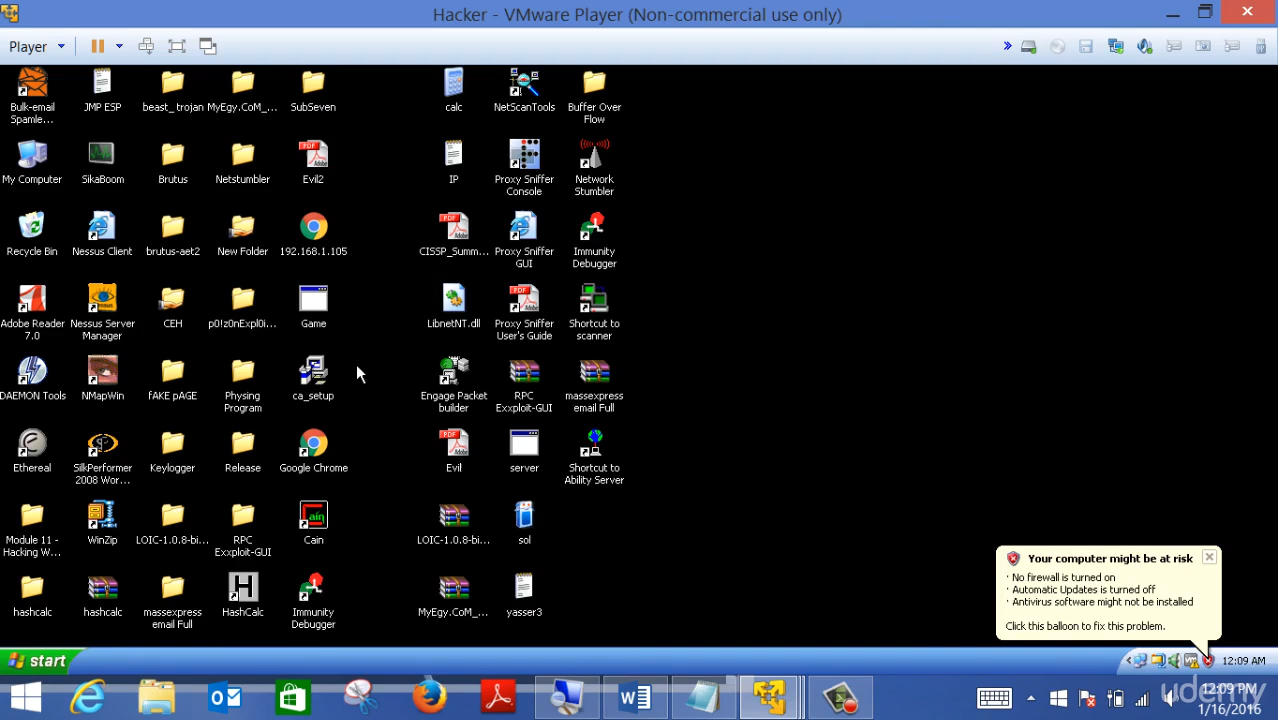 Hacker - VMware Player (Non-commercial use only)
Player
Bulk-email
Spamle...
JMP ESP
beast_trojan
MyEgy.CoM_...
SubSeven
calc
NetScanTools
Buffer Over
Flow
My Computer
SikaBoom
Brutus
Netstumbler
Evil2
IP
Proxy Sniffer
Console
Network
Stumbler
Recycle Bin
Nessus Client
brutus-aet2
New Folder
192.168.1.105
CISSP_Summ...
Proxy Sniffer
GUI
Immunity
Debugger
Adobe Reader
7.0
Nessus Server
Manager
CEH
p0!z0nExpl0i...
Game
LibnetNT.dll
Proxy Sniffer
User's Guide
Shortcut to
scanner
DAEMON Tools
NMapWin
fAKE pAGE
Physing
Program
ca_setup
Engage Packet
builder
RPC
Exxploit-GUI
massexpress
email Full
Ethereal
SilkPerformer
2008 Wor...
Keylogger
Release
Google Chrome
Evil
server
Shortcut to
Ability Server
Module 11 -
Hacking W...
WinZip
LOIC-1.0.8-bi...
RPC
Exxploit-GUI
Cain
LOIC-1.0.8-bi...
sol
hashcalc
hashcalc
massexpress
email Full
HashCalc
Immunity
Debugger
MyEgy.CoM_...
yasser3
Your computer might be at risk
· No firewall is turned on
· Automatic Updates is turned off
· Antivirus software might not be installed
Click this balloon to fix this problem.
start
12:09 AM
12:09 PM
1/16/2016
udemy